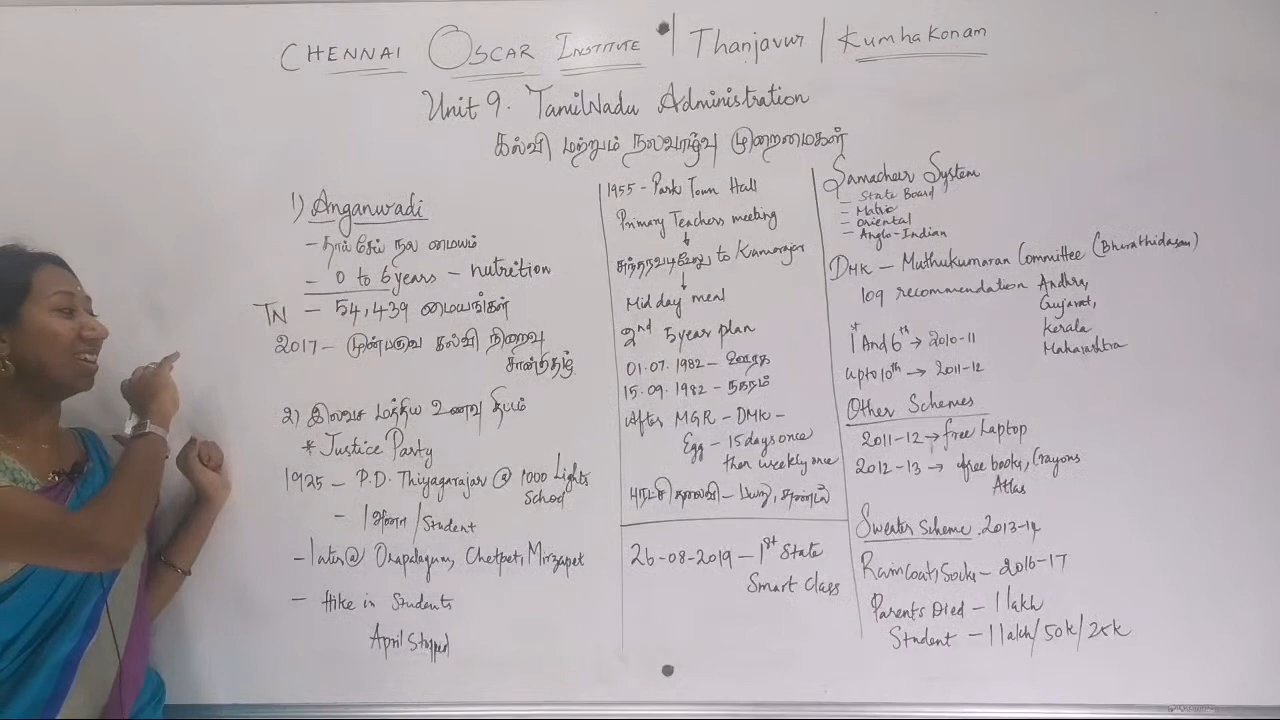 CHENNAI OSCAR INSTITUTE | Thanjavur | Kumbakonam
Unit 9. TamilNadu Administration
கல்வி மற்றும் நலவாழ்வு முறைமைகள்
1) Anganwadi
- தாய் சேய் நல மையம்
- 0 to 6 years - nutrition
TN - 54,439 மையங்கள்
2017 - முன்பருவ கல்வி நிறைவு
சான்றிதழ்
2) இலவச மத்திய உணவு திட்டம்
* Justice Party
1925 - P.D. Thiyagarajar @ 1000 Lights
School
- 1 அணா / Student
- later @ Chetpet, Mirzapet
- Hike in Students
April Stopped
1955 - Park Town Hall
Primary Teachers meeting
↓
to Kamarajar
↓
Mid day meal
2nd 5 year plan
01.07.1982 - ஊரக
15.09.1982 - நகரம்
After MGR - DMK -
Egg - 15 days once
then weekly once
புரட்சி தலைவி - பயறு,
26-08-2019 - 1st State
Smart Class
Samacheer System
- State Board
- Matric
- Oriental
- Anglo-Indian
DMK - Muthukumaran Committee (Bharathidasan)
109 recommendation Andhra,
Gujarat,
Kerala
Maharashtra
1st And 6th → 2010-11
upto 10th → 2011-12
Other Schemes
2011-12 → free Laptop
2012-13 → free books, Crayons
Atlas
Sweater Scheme. 2013-14
Raincoat, Socks - 2016-17
Parents Died - 1 lakh
Student - 1 lakh/50k/25k